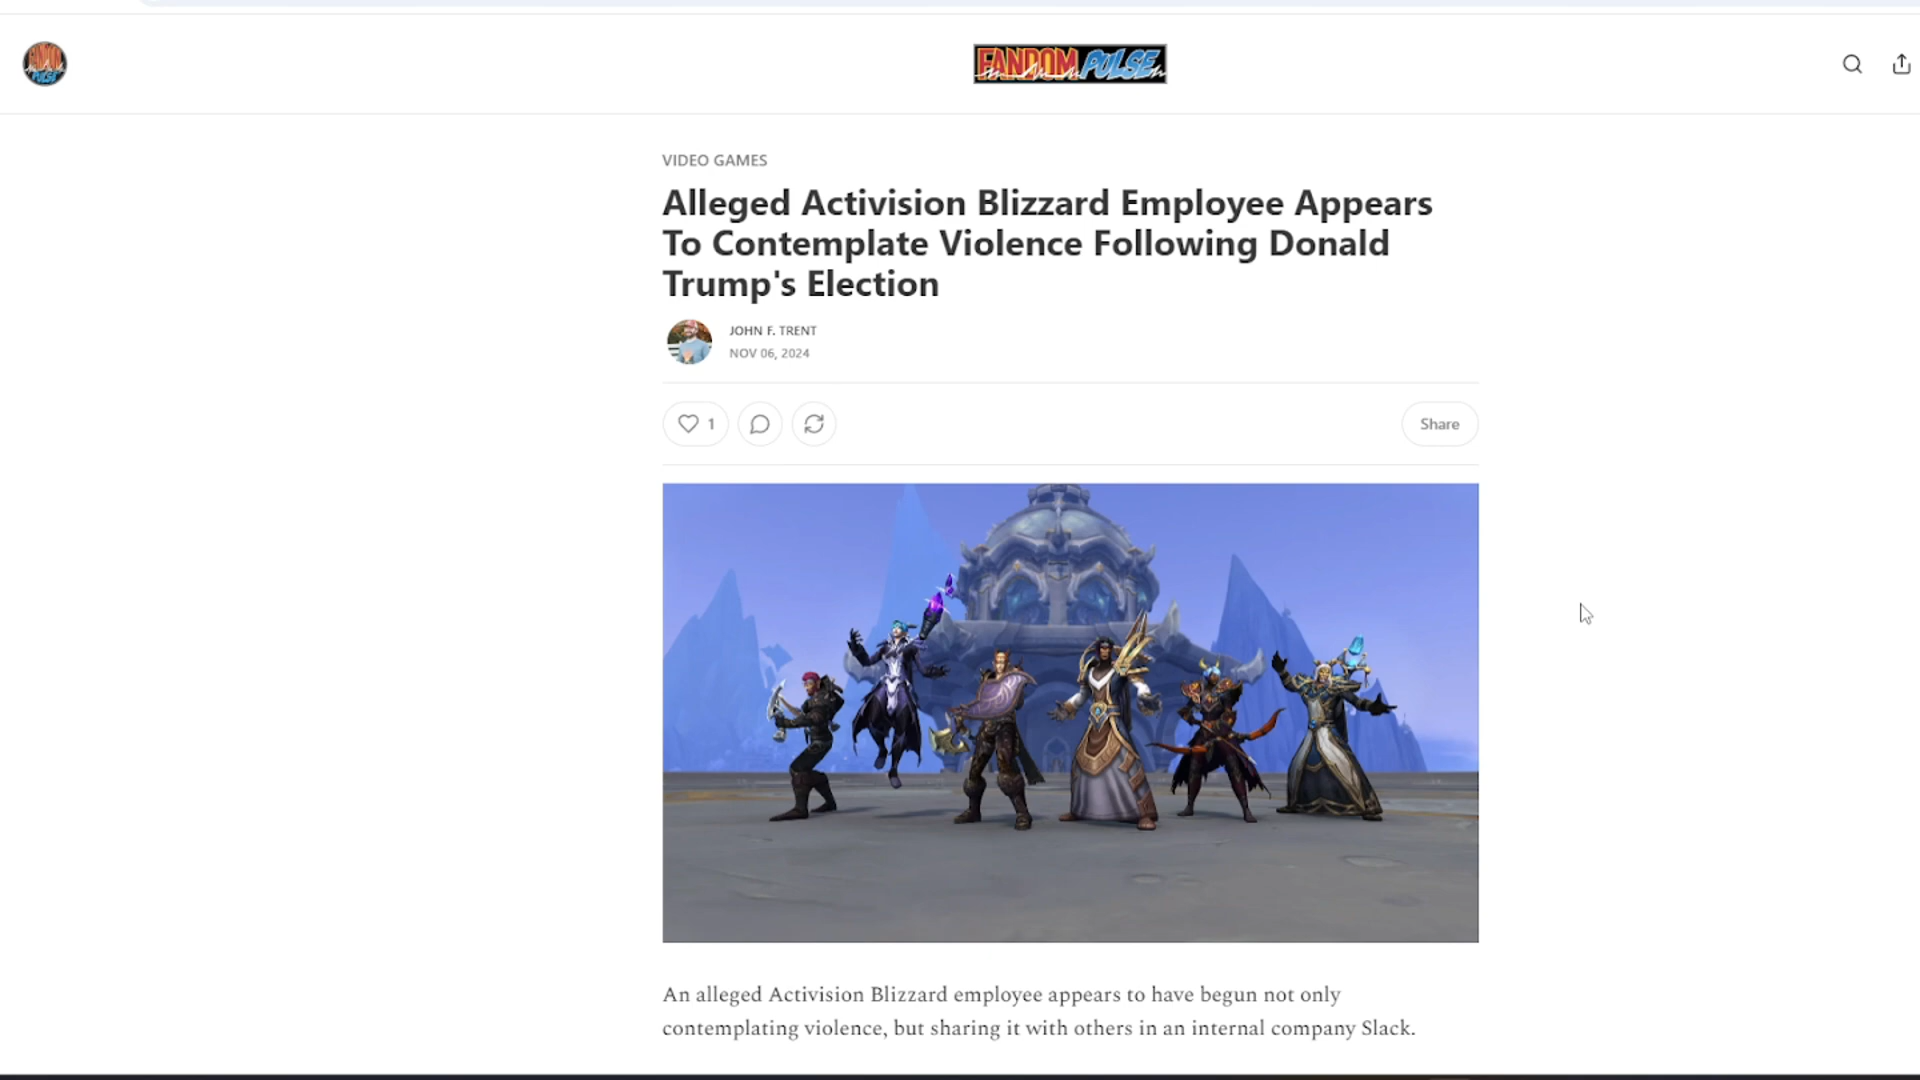 FANDOM PULSE
FANDOM PULSE
VIDEO GAMES
Alleged Activision Blizzard Employee Appears
To Contemplate Violence Following Donald
Trump's Election
JOHN F. TRENT
NOV 06, 2024
1
Share
An alleged Activision Blizzard employee appears to have begun not only
contemplating violence, but sharing it with others in an internal company Slack.